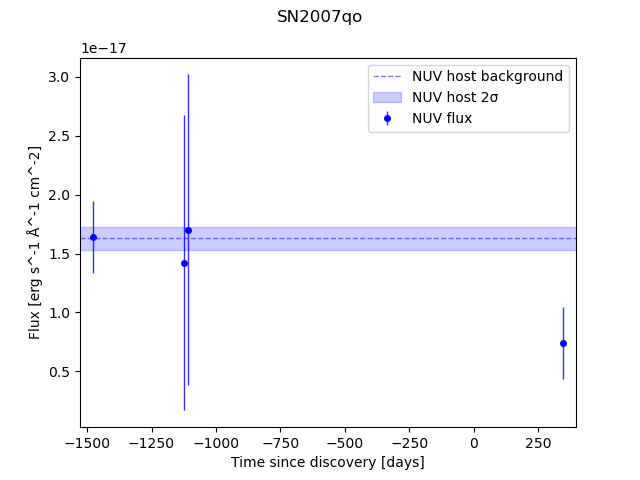 SN2007qo
1e−17
NUV host background
NUV host 2σ
NUV flux
3.0
2.5
2.0
1.5
1.0
0.5
Flux [erg s^-1 Å^-1 cm^-2]
−1500 −1250 −1000 −750 −500 −250 0 250
Time since discovery [days]